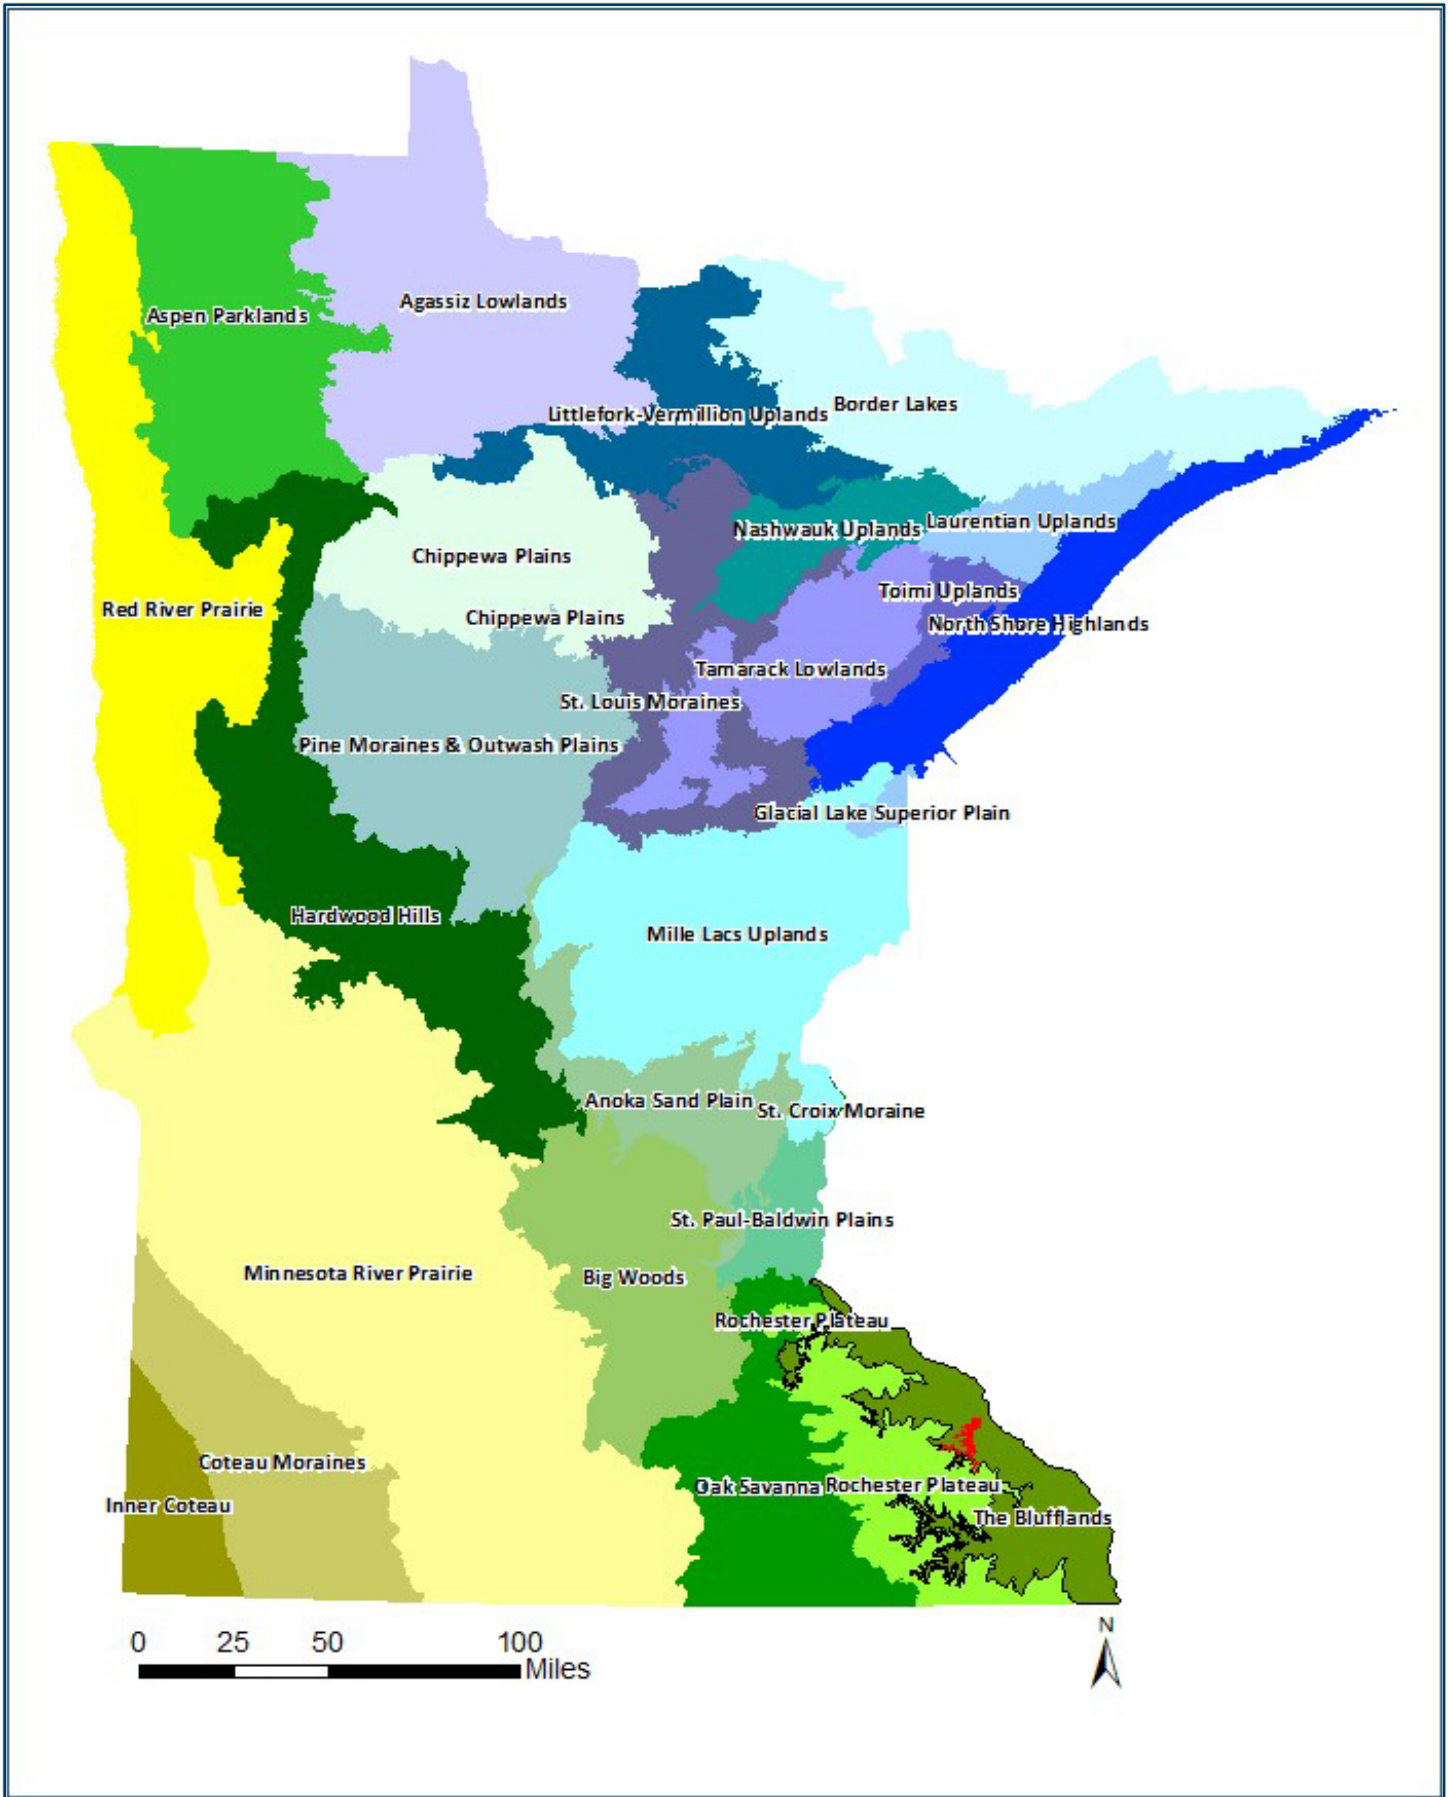 Aspen Parklands
Agassiz Lowlands
Littlefork-Vermillion Uplands
Border Lakes
Nashwauk Uplands
Laurentian Uplands
Chippewa Plains
Toimi Uplands
Red River Prairie
Chippewa Plains
North Shore Highlands
Tamarack Lowlands
St. Louis Moraines
Pine Moraines & Outwash Plains
Glacial Lake Superior Plain
Hardwood Hills
Mille Lacs Uplands
Anoka Sand Plain
St. Croix Moraine
St. Paul-Baldwin Plains
Minnesota River Prairie
Big Woods
Rochester Plateau
Coteau Moraines
Oak Savanna
Rochester Plateau
Inner Coteau
The Blufflands
N
0 25 50 100
Miles